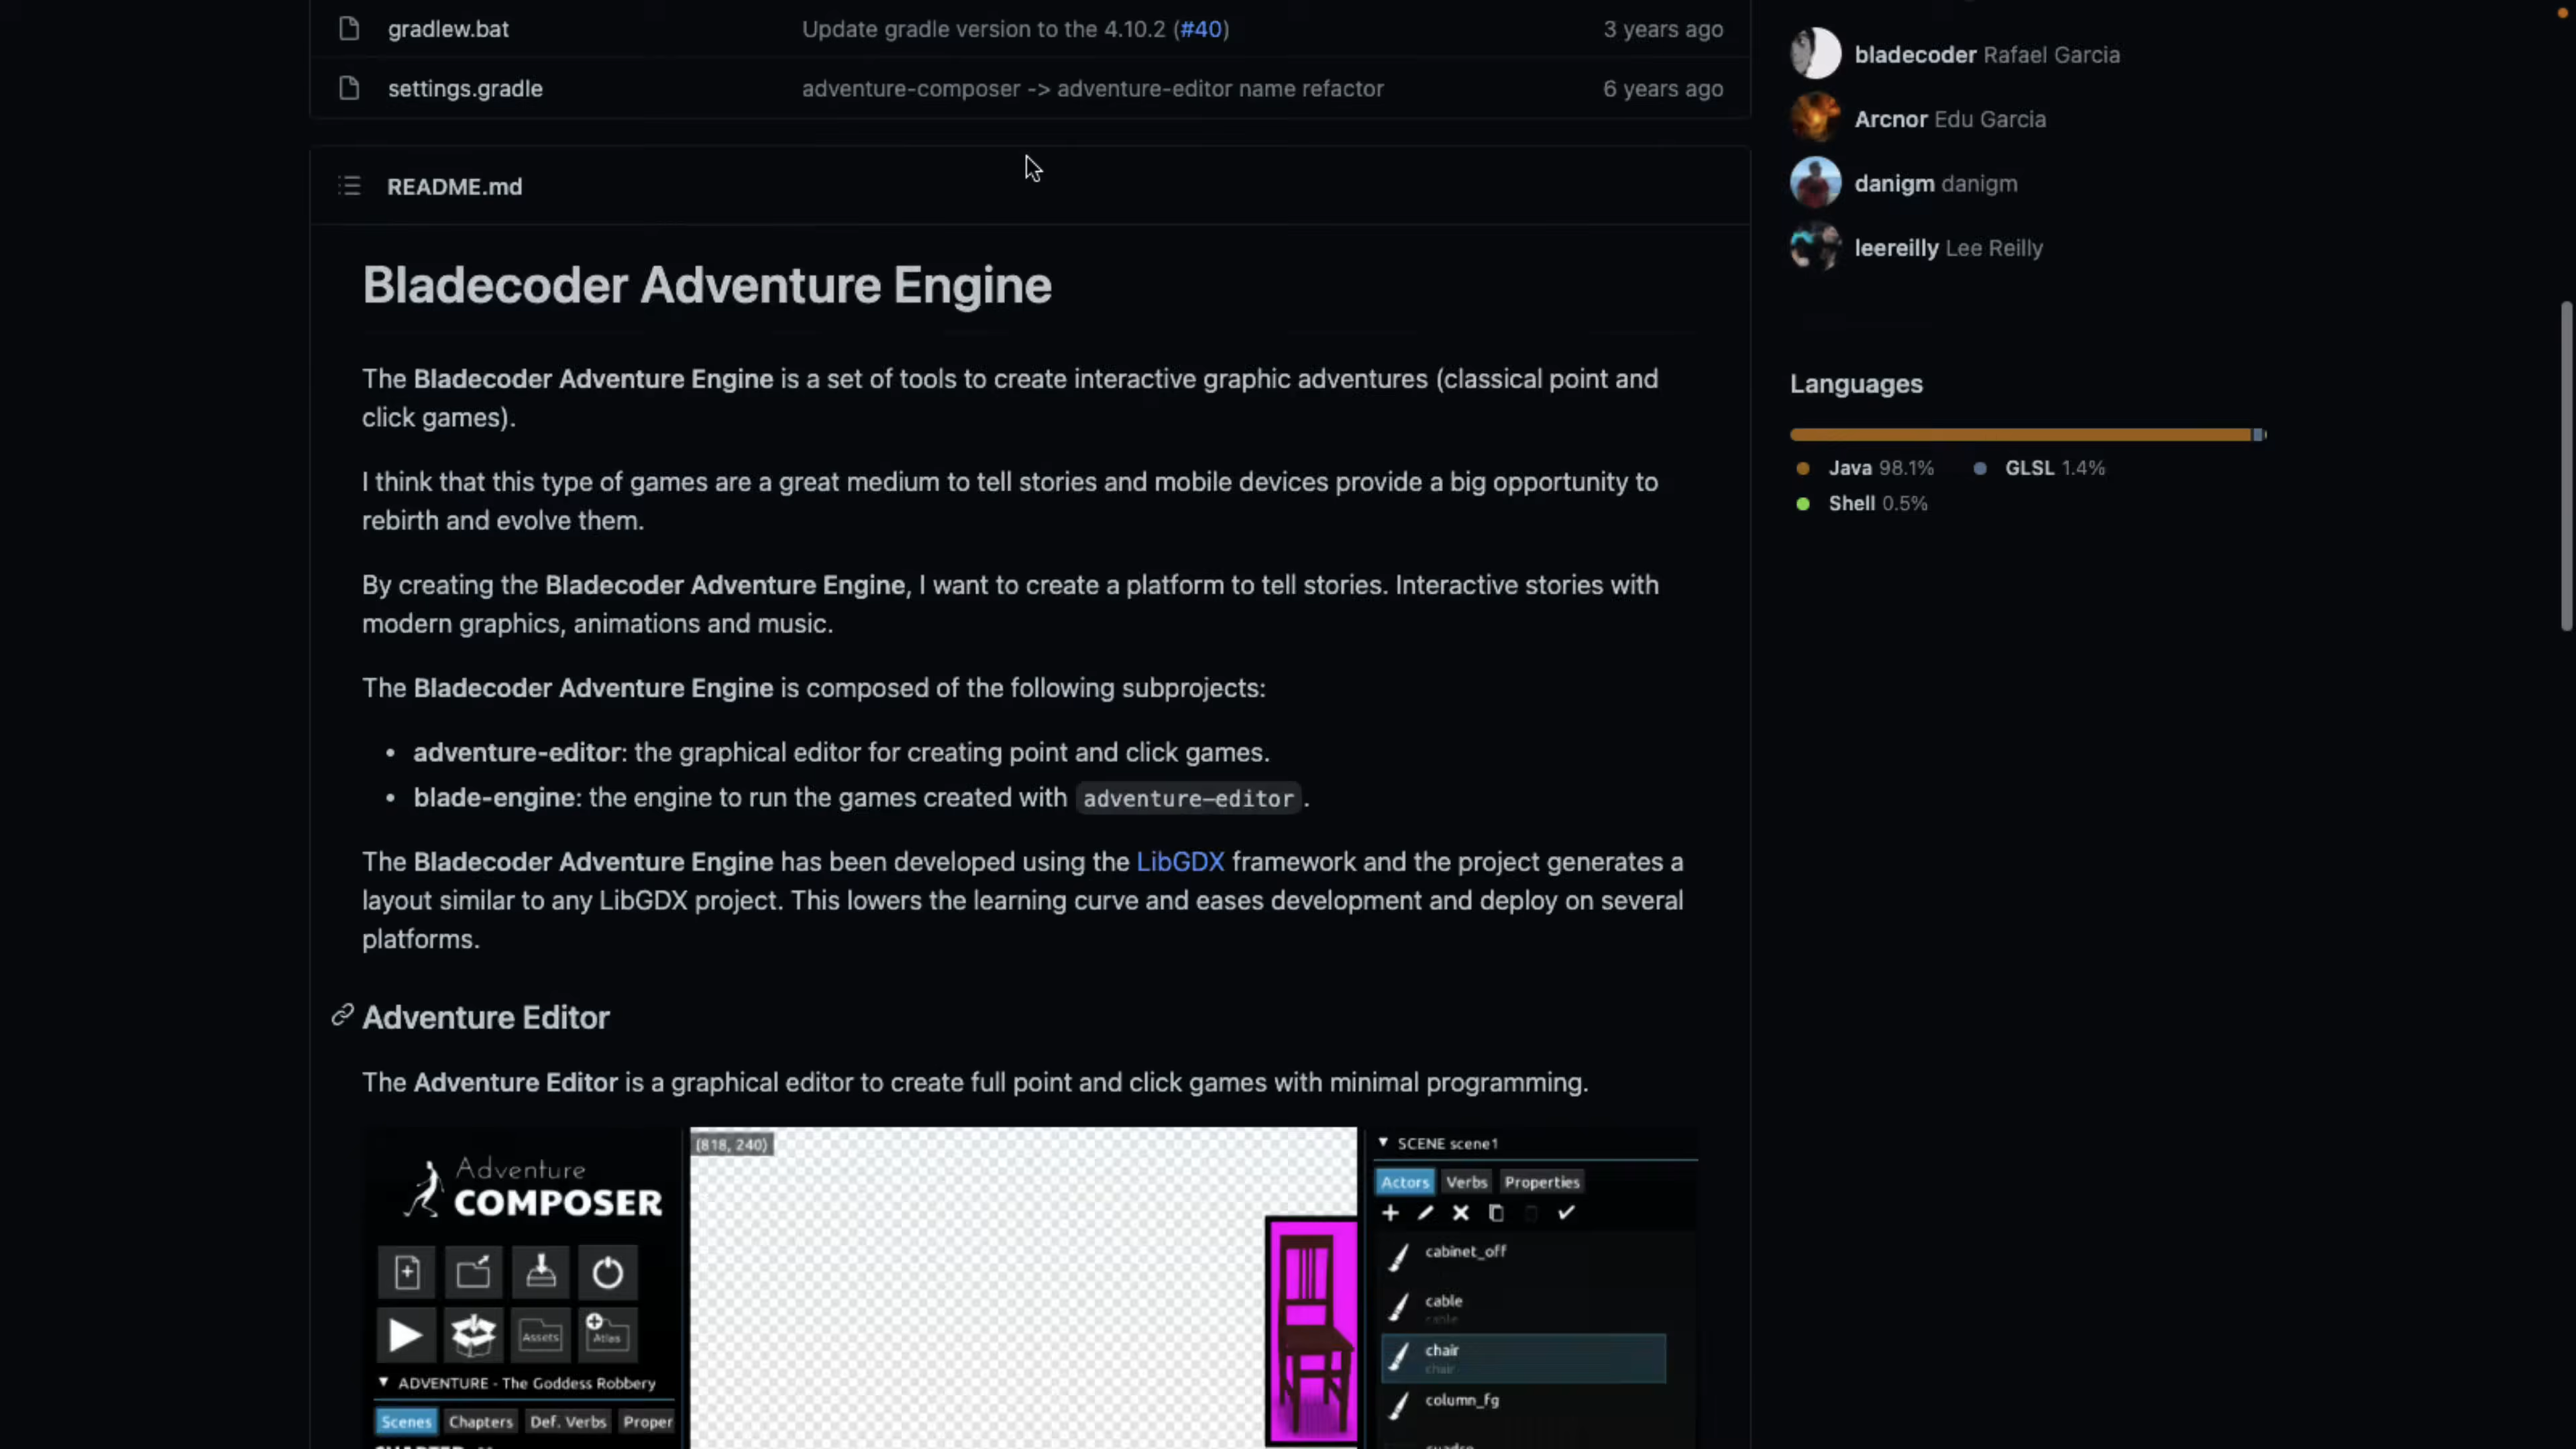 gradlew.bat Update gradle version to the 4.10.2 (#40) 3 years ago
settings.gradle adventure-composer -> adventure-editor name refactor 6 years ago
README.md
Bladecoder Adventure Engine
The Bladecoder Adventure Engine is a set of tools to create interactive graphic adventures (classical point and
click games).
I think that this type of games are a great medium to tell stories and mobile devices provide a big opportunity to
rebirth and evolve them.
By creating the Bladecoder Adventure Engine, I want to create a platform to tell stories. Interactive stories with
modern graphics, animations and music.
The Bladecoder Adventure Engine is composed of the following subprojects:
• adventure-editor: the graphical editor for creating point and click games.
• blade-engine: the engine to run the games created with adventure-editor.
The Bladecoder Adventure Engine has been developed using the LibGDX framework and the project generates a
layout similar to any LibGDX project. This lowers the learning curve and eases development and deploy on several
platforms.
Adventure Editor
The Adventure Editor is a graphical editor to create full point and click games with minimal programming.
Adventure
COMPOSER
Assets
Atlas
ADVENTURE - The Goddess Robbery
Scenes Chapters Def. Verbs Proper
(818, 240)
SCENE scene1
Actors Verbs Properties
cabinet_off
cable
cable
chair
chair
column_fg
bladecoder Rafael Garcia
Arcnor Edu Garcia
danigm danigm
leereilly Lee Reilly
Languages
Java 98.1% GLSL 1.4%
Shell 0.5%